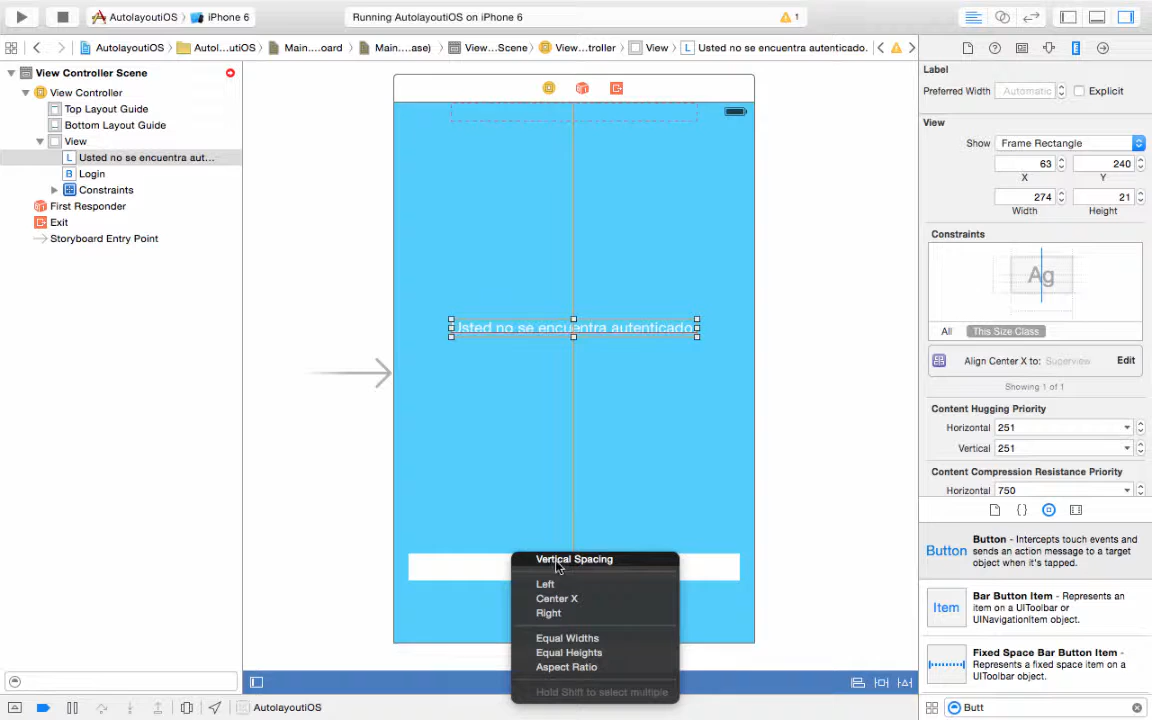 AutolayoutiOS
iPhone 6
Running AutolayoutiOS on iPhone 6
1
AutolayoutiOS
Autol...utiOS
Main....oard
Main....ase)
View...Scene
View...troller
View
L
Usted no se encuentra autenticado.
View Controller Scene
View Controller
Top Layout Guide
Bottom Layout Guide
View
L
Usted no se encuentra aut...
B
Login
Constraints
First Responder
Exit
Storyboard Entry Point
Usted no se encuentra autenticado
Vertical Spacing
Left
Center X
Right
Equal Widths
Equal Heights
Aspect Ratio
Hold Shift to select multiple
AutolayoutiOS
Label
Preferred Width
Automatic
Explicit
View
Show
Frame Rectangle
63
240
X
Y
274
21
Width
Height
Constraints
Ag
All
This Size Class
Align Center X to:
Superview
Edit
Showing 1 of 1
Content Hugging Priority
Horizontal
251
Vertical
251
Content Compression Resistance Priority
Horizontal
750
{}
Button
Button - Intercepts touch events and
sends an action message to a target
object when it's tapped.
Item
Bar Button Item - Represents an
item on a UIToolbar or
UINavigationItem object.
Fixed Space Bar Button Item -
Represents a fixed space item on a
UIToolbar object.
Butt